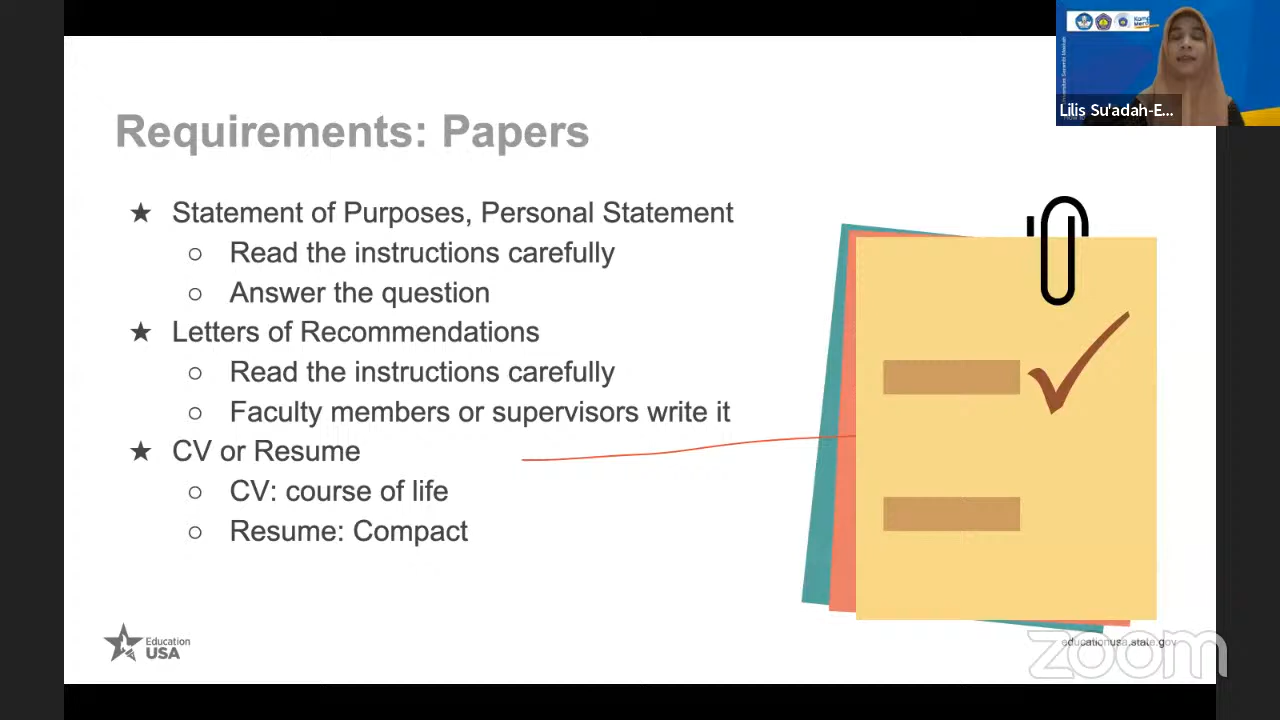 Requirements: Papers
★ Statement of Purposes, Personal Statement
○ Read the instructions carefully
○ Answer the question
★ Letters of Recommendations
○ Read the instructions carefully
○ Faculty members or supervisors write it
★ CV or Resume
○ CV: course of life
○ Resume: Compact
Education
USA
educationusa.state.gov
zoom
Lilis Su'adah-E...